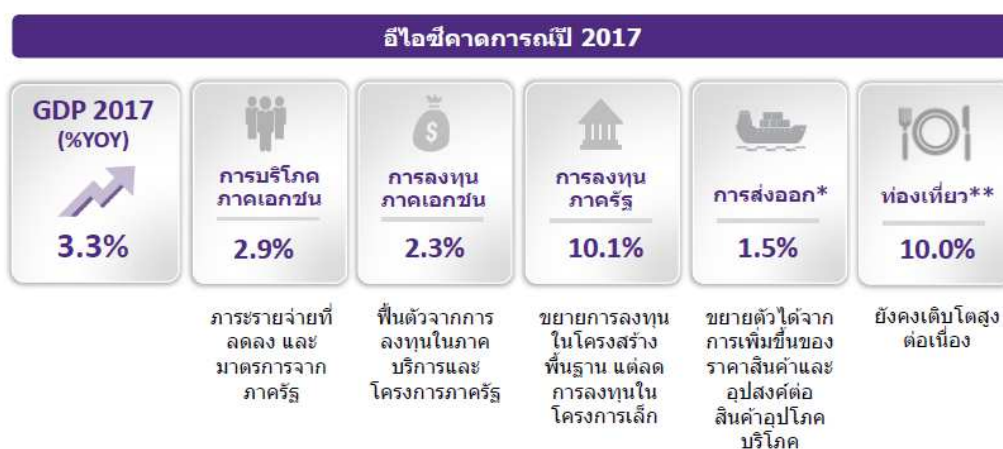 อีไอซีคาดการณ์ปี 2017
GDP 2017
(%YOY)
3.3%
การบริโภค
ภาคเอกชน
2.9%
ภาระรายจ่ายที่
ลดลง และ
มาตรการจาก
ภาครัฐ
การลงทุน
ภาคเอกชน
2.3%
ฟื้นตัวจากการ
ลงทุนในภาค
บริการและ
โครงการภาครัฐ
การลงทุน
ภาครัฐ
10.1%
ขยายการลงทุน
ในโครงสร้าง
พื้นฐาน แต่ลด
การลงทุนใน
โครงการเล็ก
การส่งออก*
1.5%
ขยายตัวได้จาก
การเพิ่มขึ้นของ
ราคาสินค้าและ
อุปสงค์ต่อ
สินค้าอุปโภค
บริโภค
ท่องเที่ยว**
10.0%
ยังคงเติบโตสูง
ต่อเนื่อง